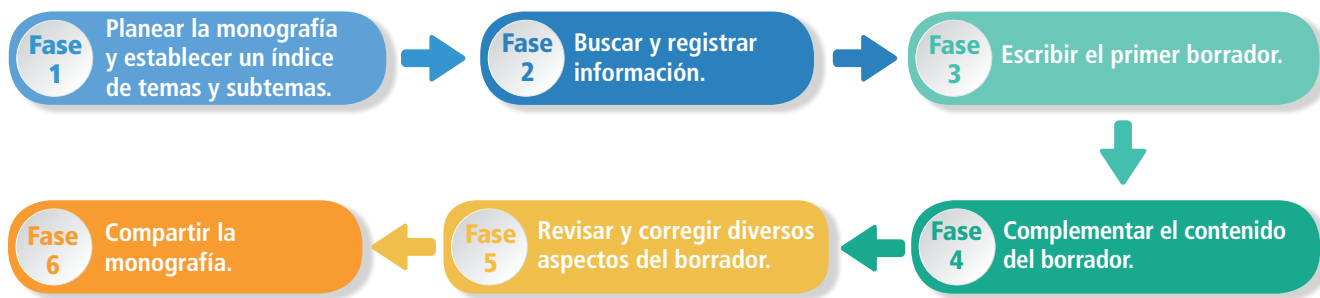 Fase
1
Planear la monografía
y establecer un índice
de temas y subtemas.
Fase
2
Buscar y registrar
información.
Fase
3
Escribir el primer borrador.
Fase
4
Complementar el contenido
del borrador.
Fase
5
Revisar y corregir diversos
aspectos del borrador.
Fase
6
Compartir la
monografía.